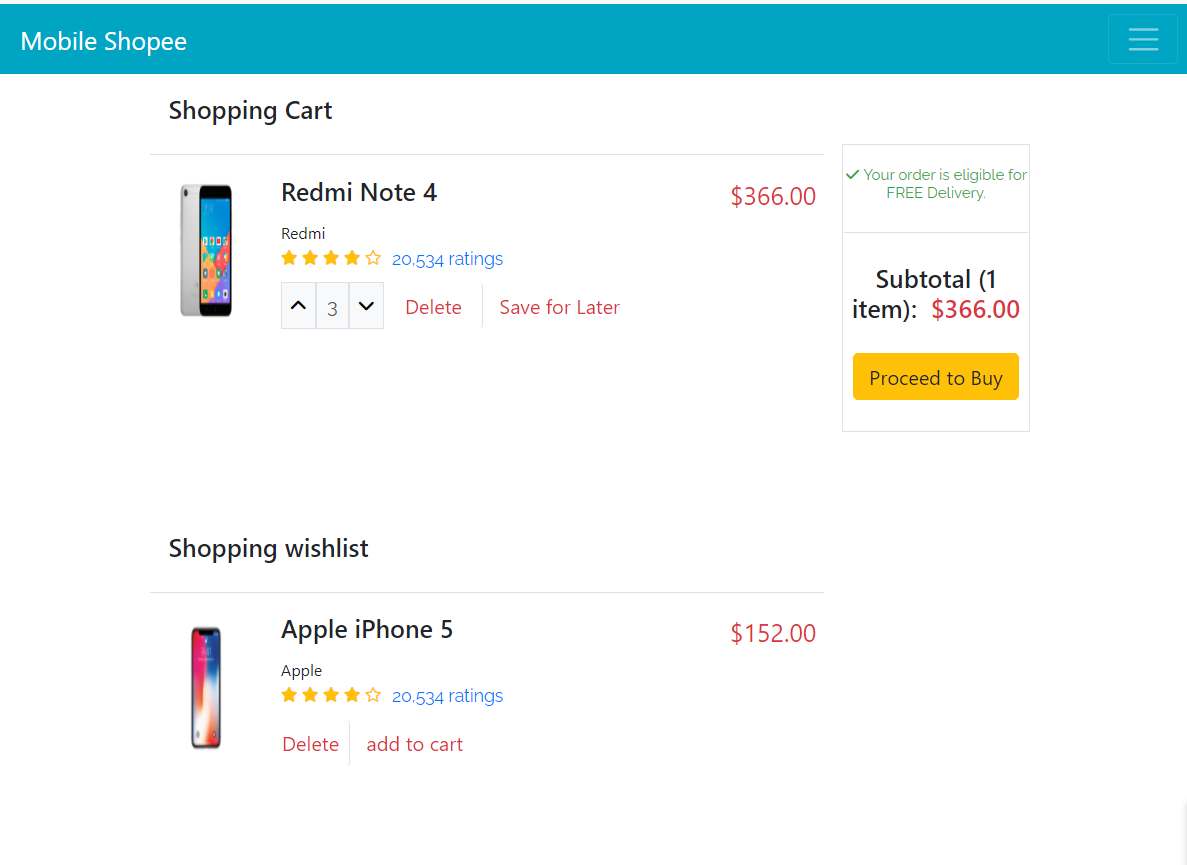 Mobile Shopee
Shopping Cart
Redmi Note 4
$366.00
Redmi
20,534 ratings
3
Delete
Save for Later
Your order is eligible for
FREE Delivery.
Subtotal (1
item): $366.00
Proceed to Buy
Shopping wishlist
Apple iPhone 5
$152.00
Apple
20,534 ratings
Delete
add to cart